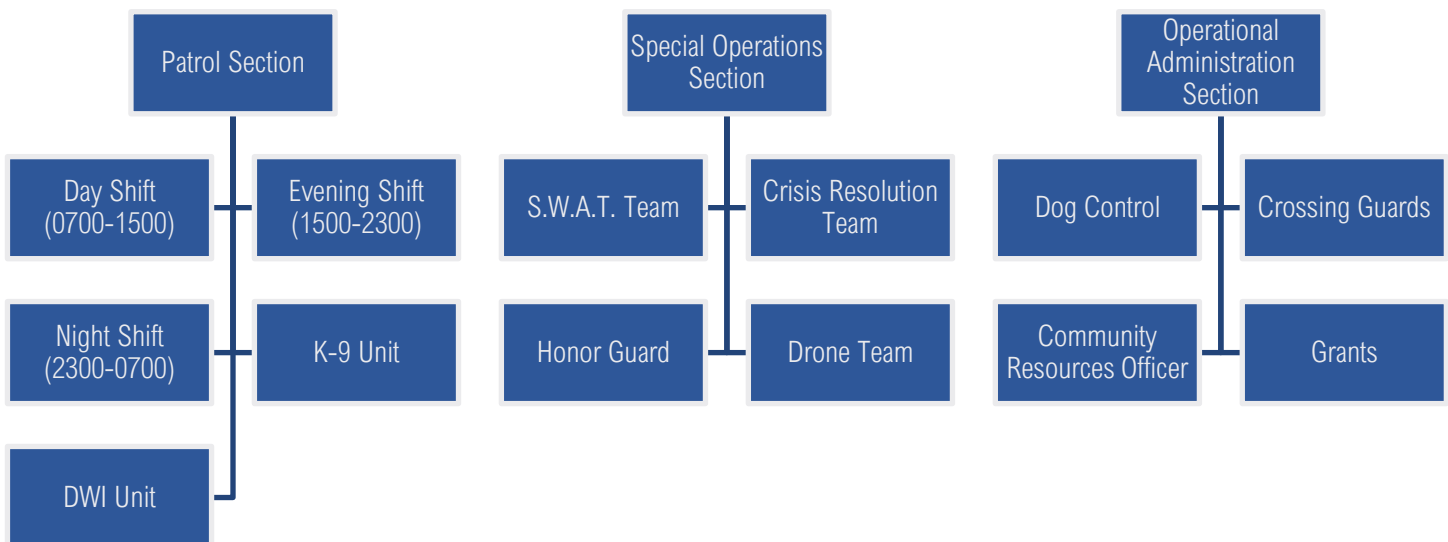 Patrol Section
Special Operations
Section
Operational
Administration
Section
Day Shift
(0700-1500)
Evening Shift
(1500-2300)
S.W.A.T. Team
Crisis Resolution
Team
Dog Control
Crossing Guards
Night Shift
(2300-0700)
K-9 Unit
Honor Guard
Drone Team
Community
Resources Officer
Grants
DWI Unit